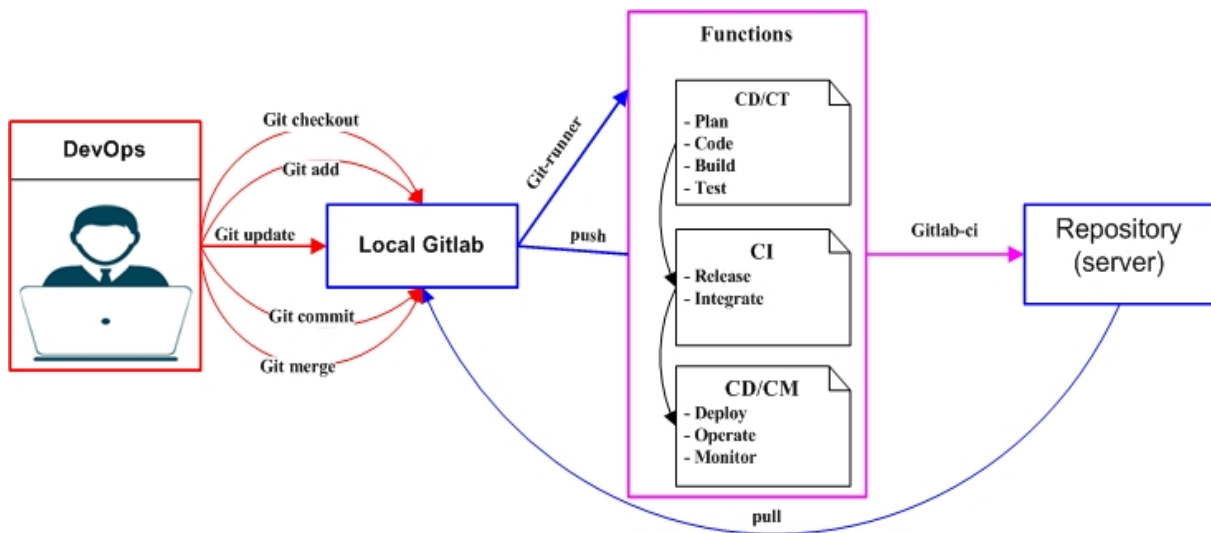 DevOps
Git checkout
Git add
Git update
Git commit
Git merge
Local Gitlab
Git-runner
push
Functions
CD/CT
- Plan
- Code
- Build
- Test
CI
- Release
- Integrate
CD/CM
- Deploy
- Operate
- Monitor
Gitlab-ci
Repository
(server)
pull